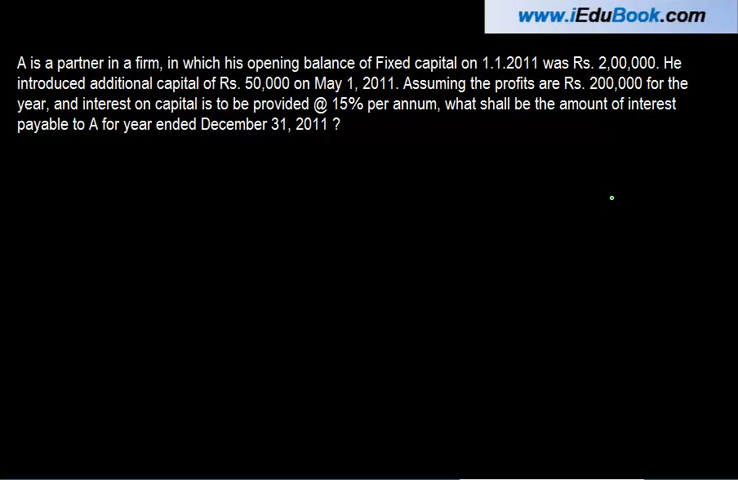 www.iEduBook.com
A is a partner in a firm, in which his opening balance of Fixed capital on 1.1.2011 was Rs. 2,00,000. He
introduced additional capital of Rs. 50,000 on May 1, 2011. Assuming the profits are Rs. 200,000 for the
year, and interest on capital is to be provided @ 15% per annum, what shall be the amount of interest
payable to A for year ended December 31, 2011 ?